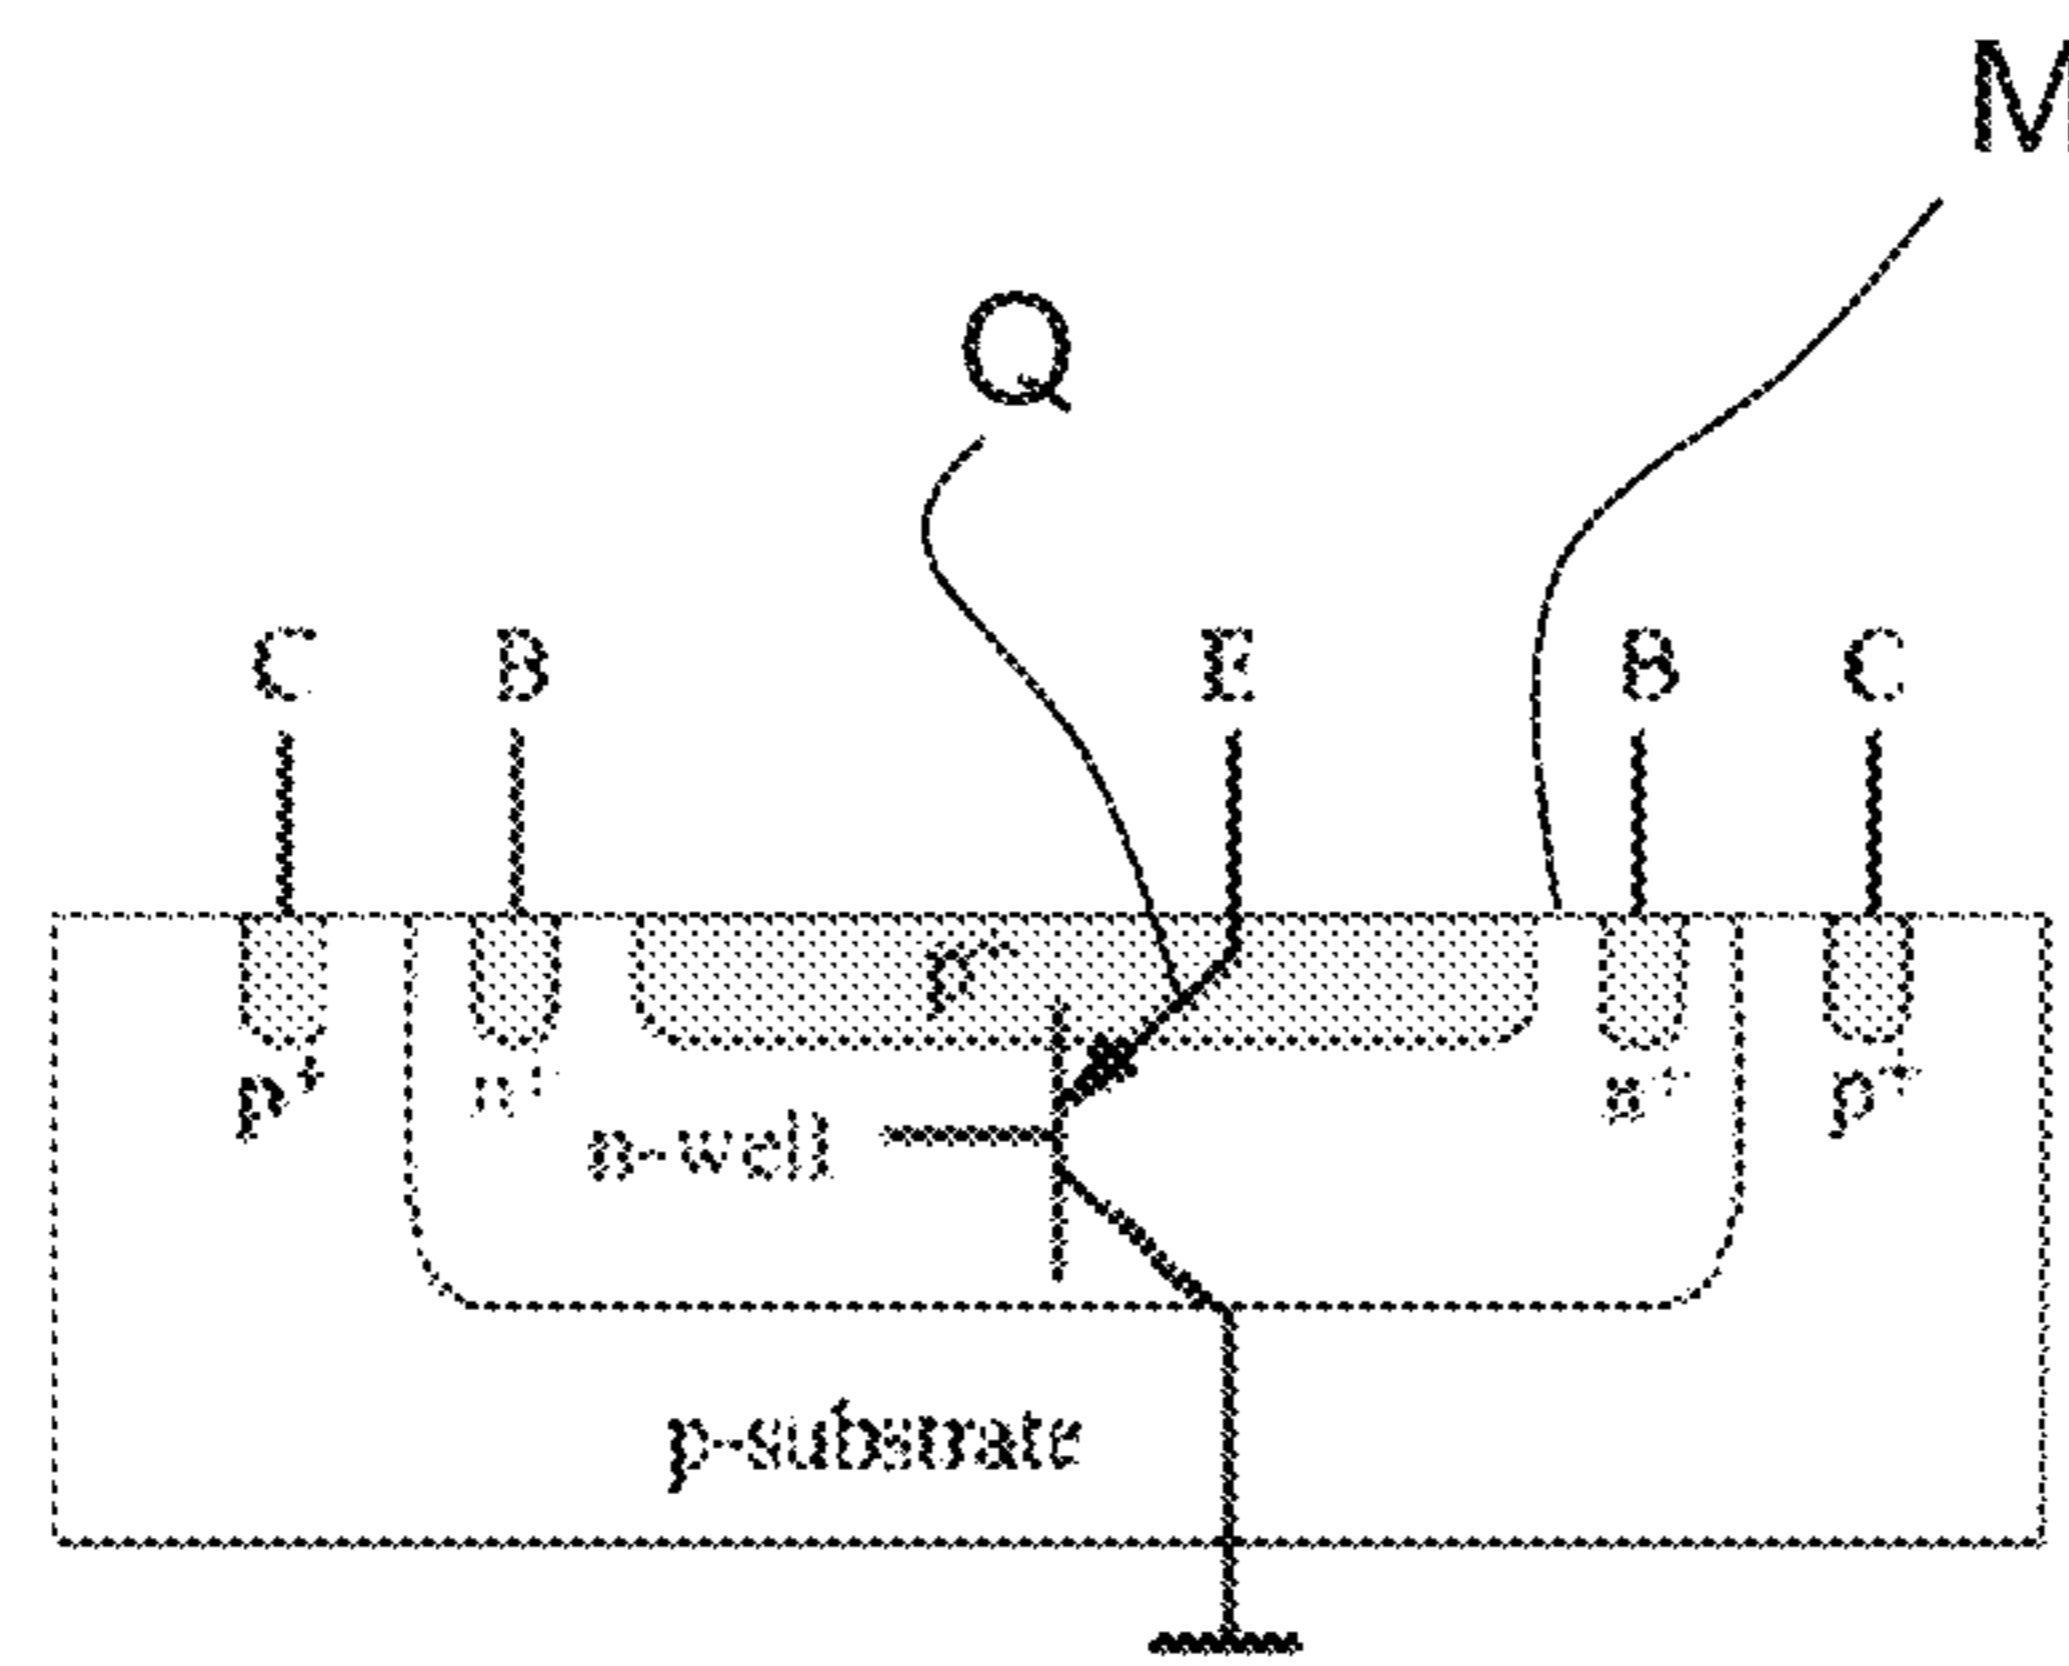 M
Q
C B E B C
p+
p+ n+ n+ p+
n-well
p-substrate